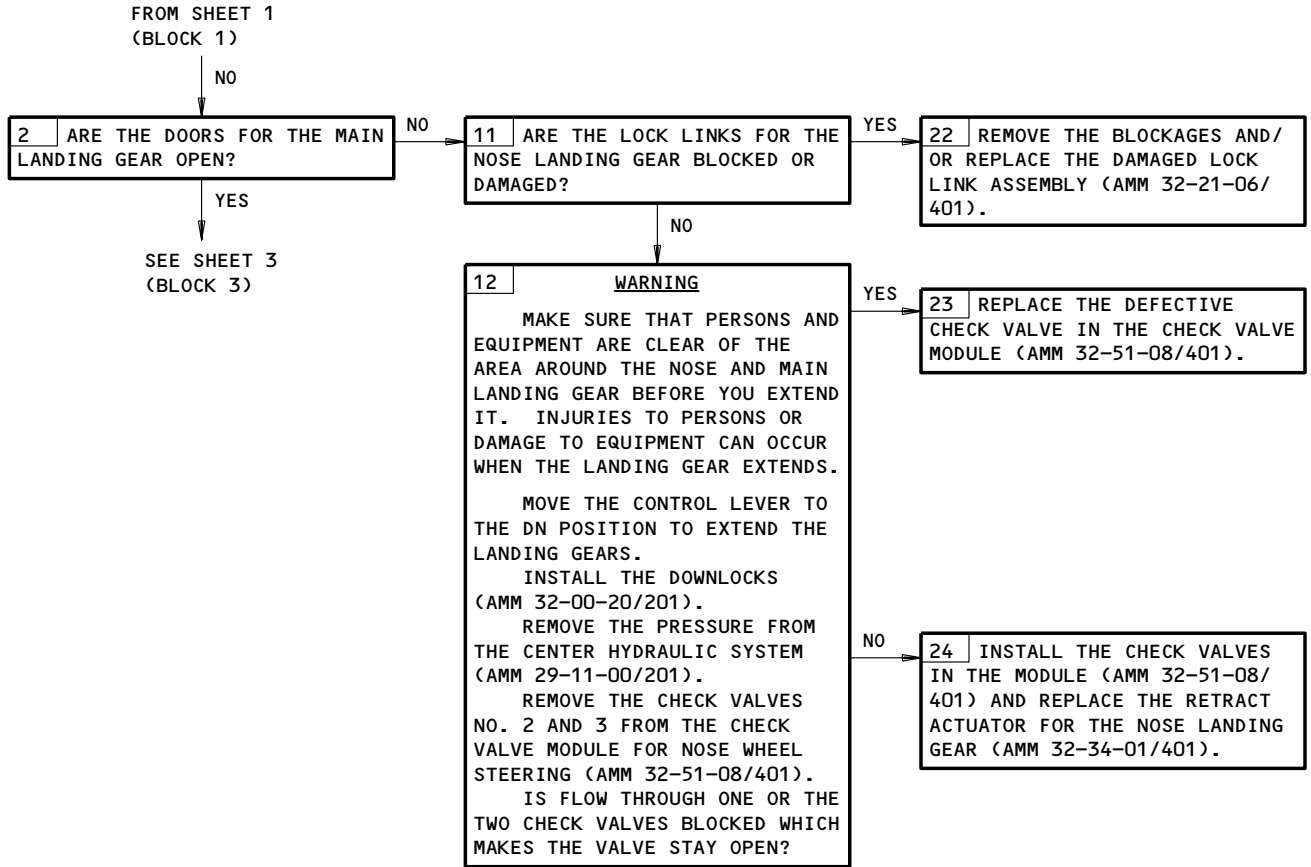 FROM SHEET 1
(BLOCK 1)
NO
2 ARE THE DOORS FOR THE MAIN
LANDING GEAR OPEN?
NO
YES
SEE SHEET 3
(BLOCK 3)
11 ARE THE LOCK LINKS FOR THE
NOSE LANDING GEAR BLOCKED OR
DAMAGED?
YES
NO
22 REMOVE THE BLOCKAGES AND/
OR REPLACE THE DAMAGED LOCK
LINK ASSEMBLY (AMM 32-21-06/
401).
12 WARNING
MAKE SURE THAT PERSONS AND
EQUIPMENT ARE CLEAR OF THE
AREA AROUND THE NOSE AND MAIN
LANDING GEAR BEFORE YOU EXTEND
IT. INJURIES TO PERSONS OR
DAMAGE TO EQUIPMENT CAN OCCUR
WHEN THE LANDING GEAR EXTENDS.
MOVE THE CONTROL LEVER TO
THE DN POSITION TO EXTEND THE
LANDING GEARS.
INSTALL THE DOWNLOCKS
(AMM 32-00-20/201).
REMOVE THE PRESSURE FROM
THE CENTER HYDRAULIC SYSTEM
(AMM 29-11-00/201).
REMOVE THE CHECK VALVES
NO. 2 AND 3 FROM THE CHECK
VALVE MODULE FOR NOSE WHEEL
STEERING (AMM 32-51-08/401).
IS FLOW THROUGH ONE OR THE
TWO CHECK VALVES BLOCKED WHICH
MAKES THE VALVE STAY OPEN?
YES
23 REPLACE THE DEFECTIVE
CHECK VALVE IN THE CHECK VALVE
MODULE (AMM 32-51-08/401).
NO
24 INSTALL THE CHECK VALVES
IN THE MODULE (AMM 32-51-08/
401) AND REPLACE THE RETRACT
ACTUATOR FOR THE NOSE LANDING
GEAR (AMM 32-34-01/401).